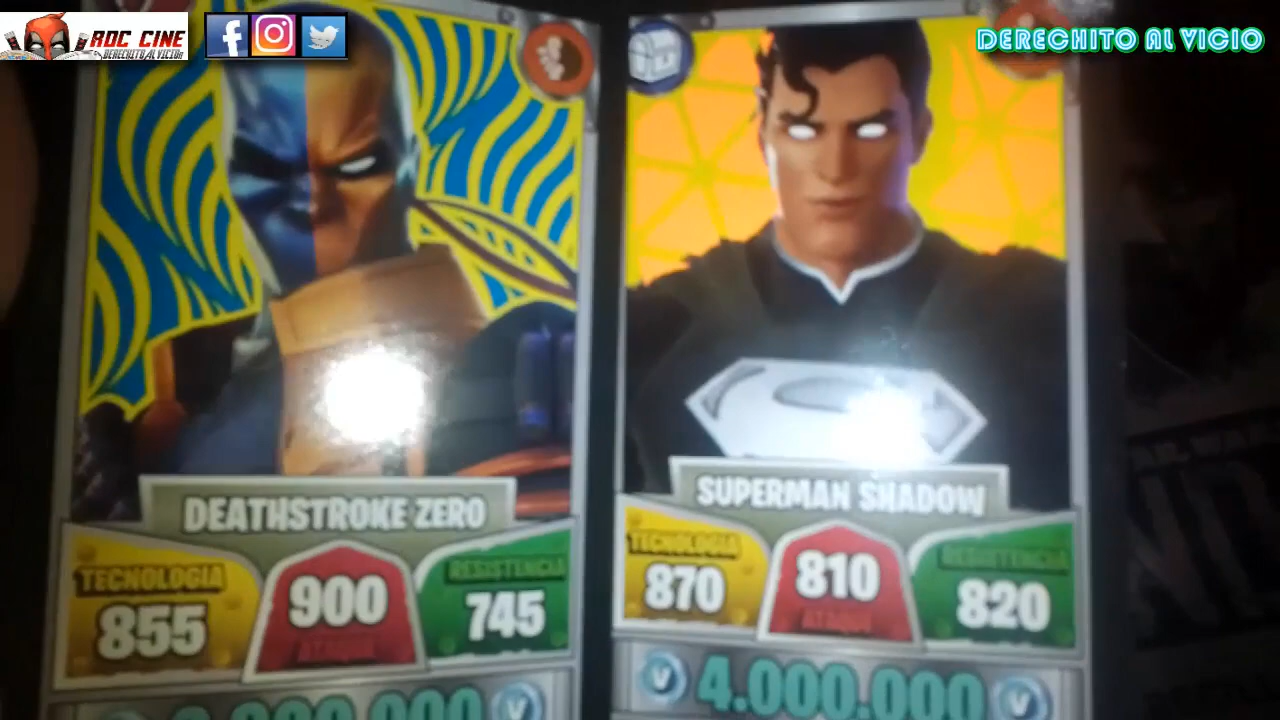 ROC CINE
DERECHITO AL VICIO!
DERECHITO AL VICIO
DEATHSTROKE ZERO
TECNOLOGIA
855
900
ATAQUE
RESISTENCIA
745
SUPERMAN SHADOW
TECNOLOGIA
870
810
ATAQUE
RESISTENCIA
820
V
V 4.000.000 V